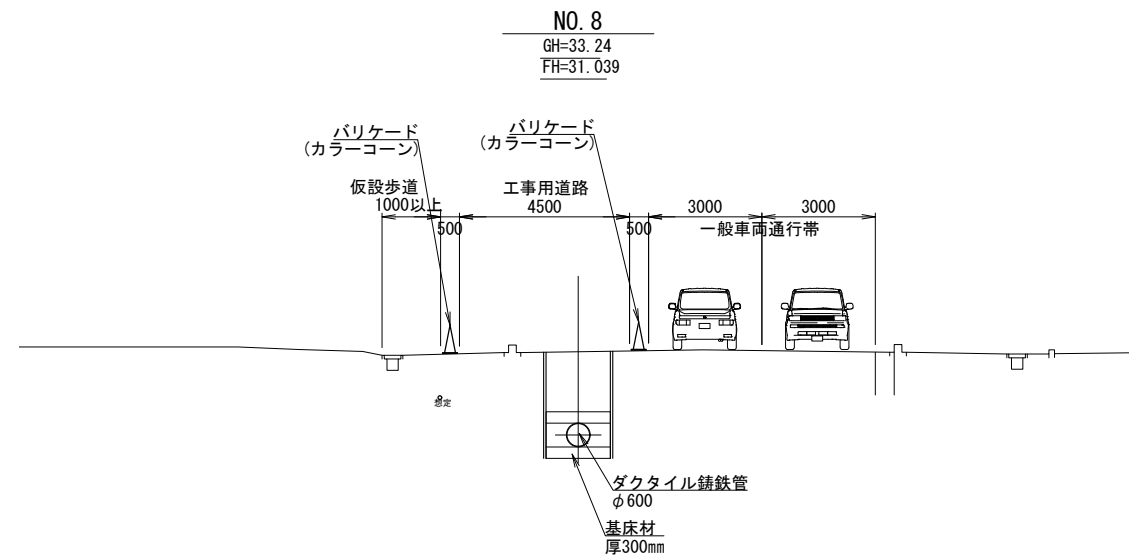 NO. 8
GH=33. 24
FH=31. 039
バリケード
(カラーコーン)
バリケード
(カラーコーン)
仮設歩道
1000以上
500
工事用道路
4500
500
3000
3000
一般車両通行帯
想定
ダクタイル鋳鉄管
φ600
基床材
厚300mm